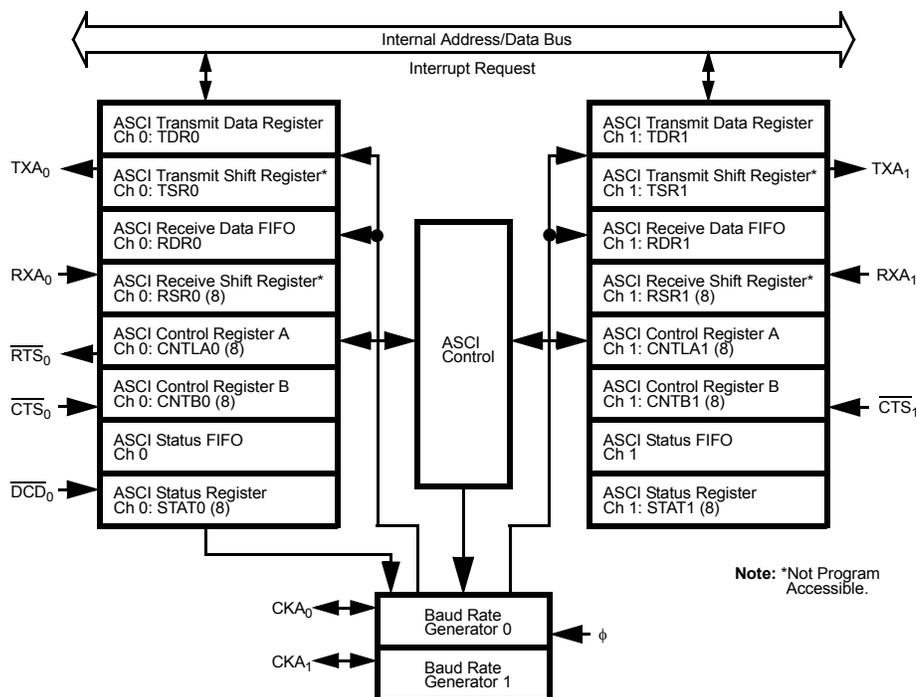 Internal Address/Data Bus
Interrupt Request
ASCI Transmit Data Register
Ch 0: TDR0
ASCI Transmit Shift Register*
Ch 0: TSR0
ASCI Receive Data FIFO
Ch 0: RDR0
ASCI Receive Shift Register*
Ch 0: RSR0 (8)
ASCI Control Register A
Ch 0: CNTLA0 (8)
ASCI Control Register B
Ch 0: CNTB0 (8)
ASCI Status FIFO
Ch 0
ASCI Status Register
Ch 0: STAT0 (8)
TXA₀
RXA₀
R̅T̅S̅₀
C̅T̅S̅₀
D̅C̅D̅₀
ASCI
Control
ASCI Transmit Data Register
Ch 1: TDR1
ASCI Transmit Shift Register*
Ch 1: TSR1
ASCI Receive Data FIFO
Ch 1: RDR1
ASCI Receive Shift Register*
Ch 1: RSR1 (8)
ASCI Control Register A
Ch 1: CNTLA1 (8)
ASCI Control Register B
Ch 1: CNTB1 (8)
ASCI Status FIFO
Ch 1
ASCI Status Register
Ch 1: STAT1 (8)
TXA₁
RXA₁
C̅T̅S̅₁
Note: *Not Program
Accessible.
CKA₀
Baud Rate
Generator 0
ϕ
CKA₁
Baud Rate
Generator 1